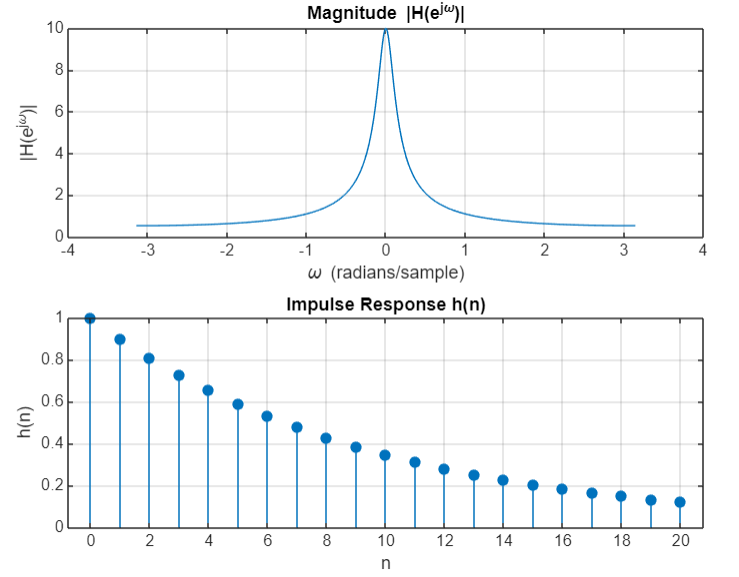 Magnitude |H(e^jω)|
|H(e^jω)|
10
8
6
4
2
0
-4 -3 -2 -1 0 1 2 3 4
ω (radians/sample)
Impulse Response h(n)
h(n)
1
0.8
0.6
0.4
0.2
0
0 2 4 6 8 10 12 14 16 18 20
n